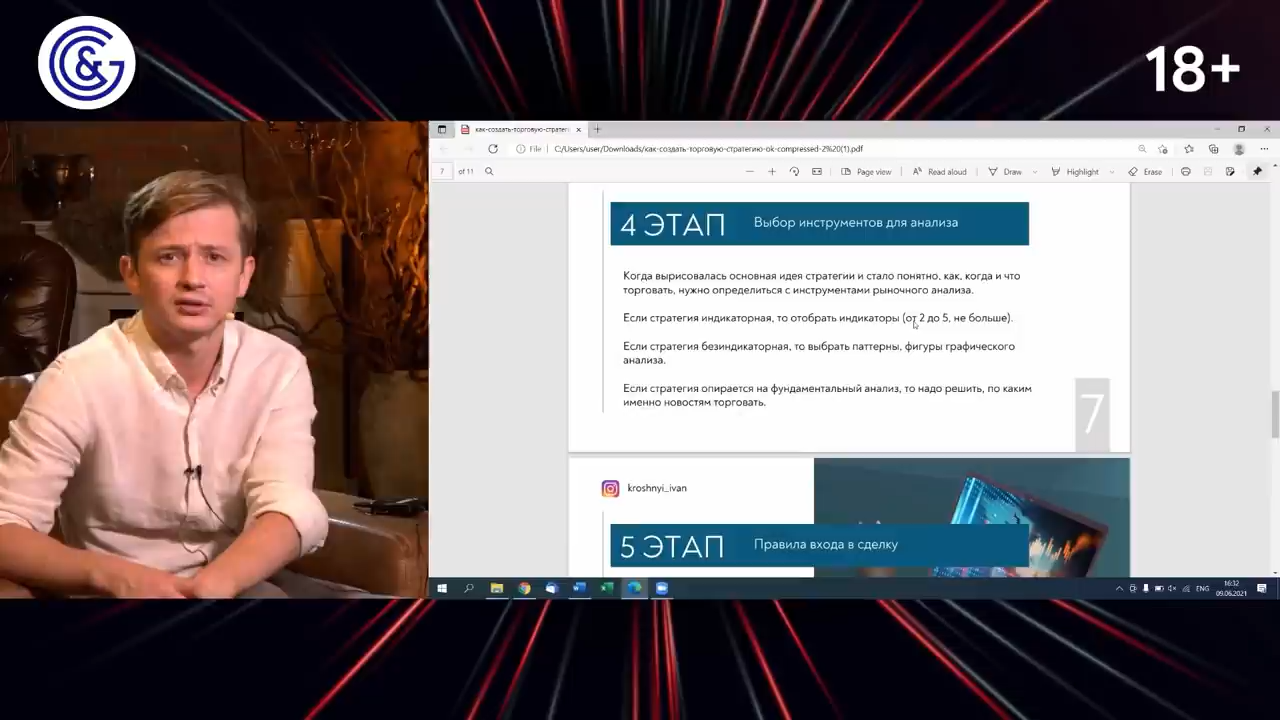 18+
как-создать-торговую-стратег
File
C:/Users/user/Downloads/как-создать-торговую-стратегию-ok-compressed-2%20(1).pdf
7
of 11
Page view
Read aloud
Draw
Highlight
Erase
4 ЭТАП
Выбор инструментов для анализа
Когда вырисовалась основная идея стратегии и стало понятно, как, когда и что
торговать, нужно определиться с инструментами рыночного анализа.
Если стратегия индикаторная, то отобрать индикаторы (от 2 до 5, не больше).
Если стратегия безиндикаторная, то выбрать паттерны, фигуры графического
анализа.
Если стратегия опирается на фундаментальный анализ, то надо решить, по каким
именно новостям торговать.
7
kroshnyi_ivan
5 ЭТАП
Правила входа в сделку
ENG
16:32
09.06.2021